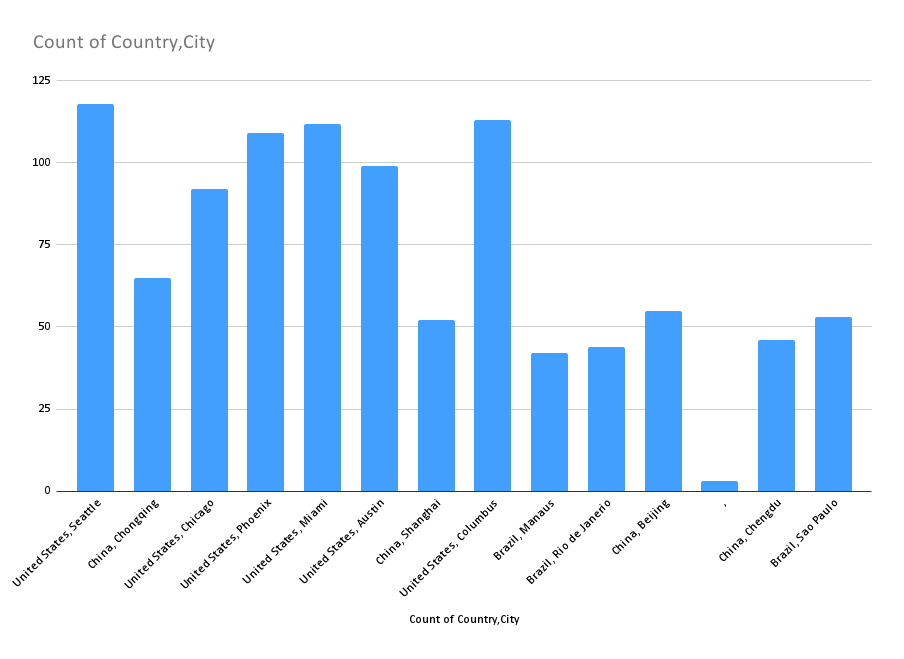 Count of Country,City
125
100
75
50
25
0
United States, Seattle
China, Chongqing
United States, Chicago
United States, Phoenix
United States, Miami
United States, Austin
China, Shanghai
United States, Columbus
Brazil, Manaus
Brazil, Rio de Janerio
China, Beijing
,
China, Chengdu
Brazil, Sao Paulo
Count of Country,City